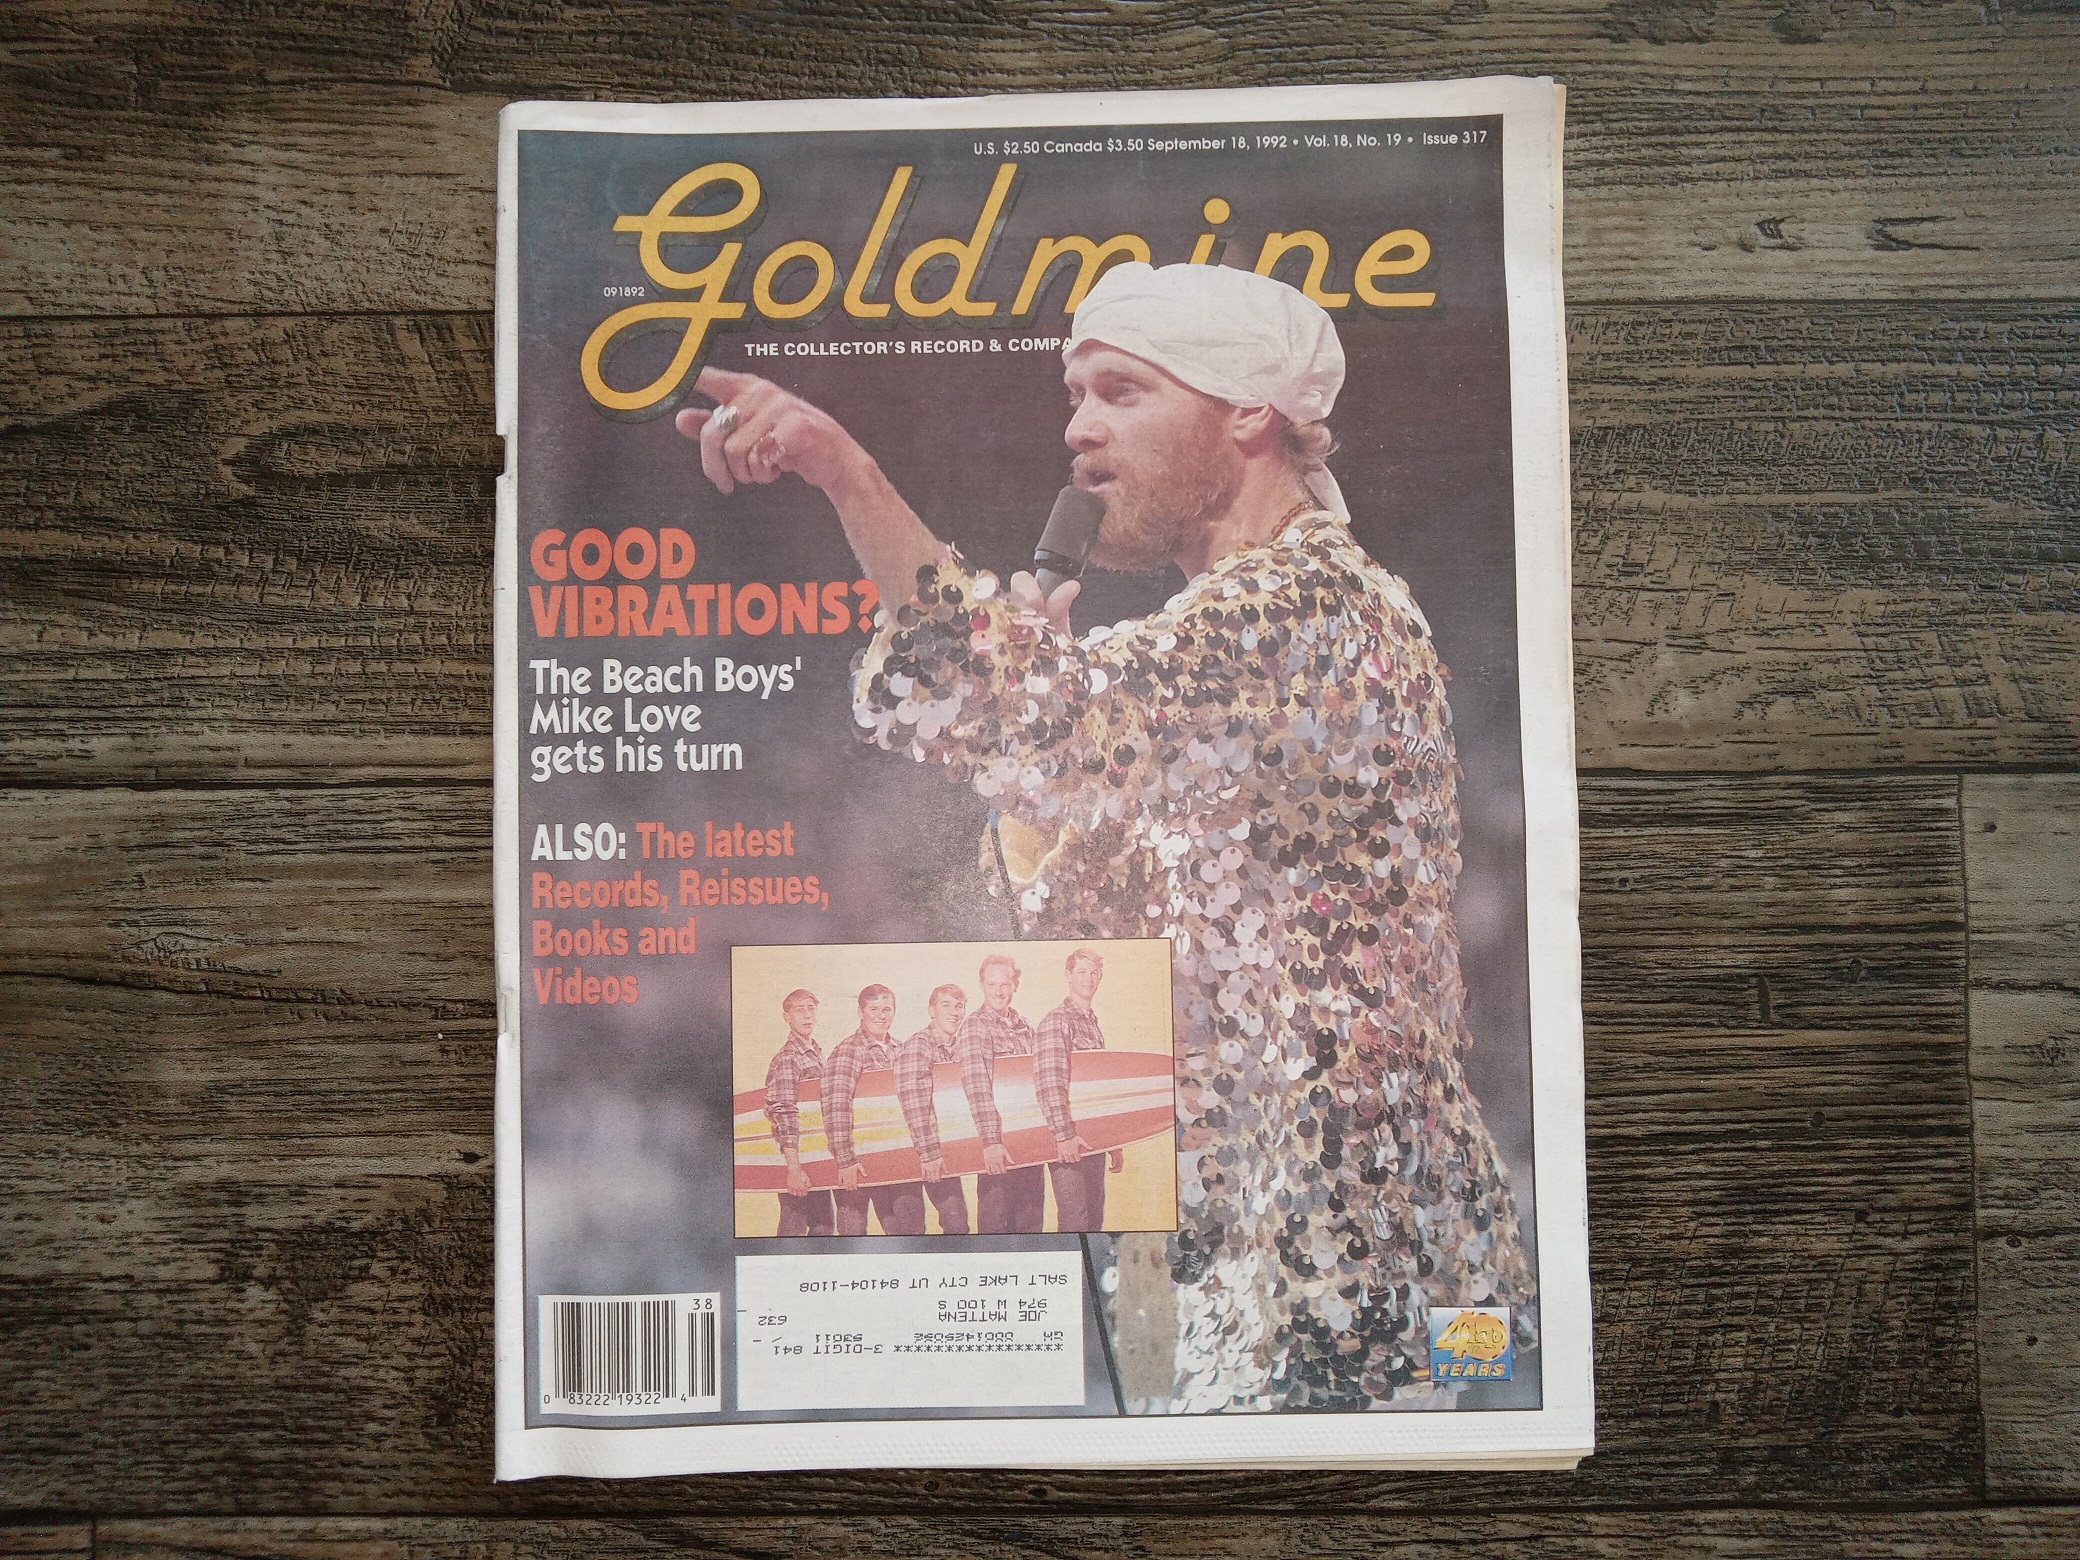 U.S. $2.50 Canada $3.50 September 18, 1992 • Vol. 18, No. 19 • Issue 317
Goldmine
091892
THE COLLECTOR'S RECORD & COMPA
GOOD
VIBRATIONS?
The Beach Boys'
Mike Love
gets his turn
ALSO: The latest
Records, Reissues,
Books and
Videos
******************** 3-DIGIT 841
JOE MATTENA 632
974 W 100 S
SALT LAKE CTY UT 84104-1108
38
0 83222 19322 4
40
YEARS